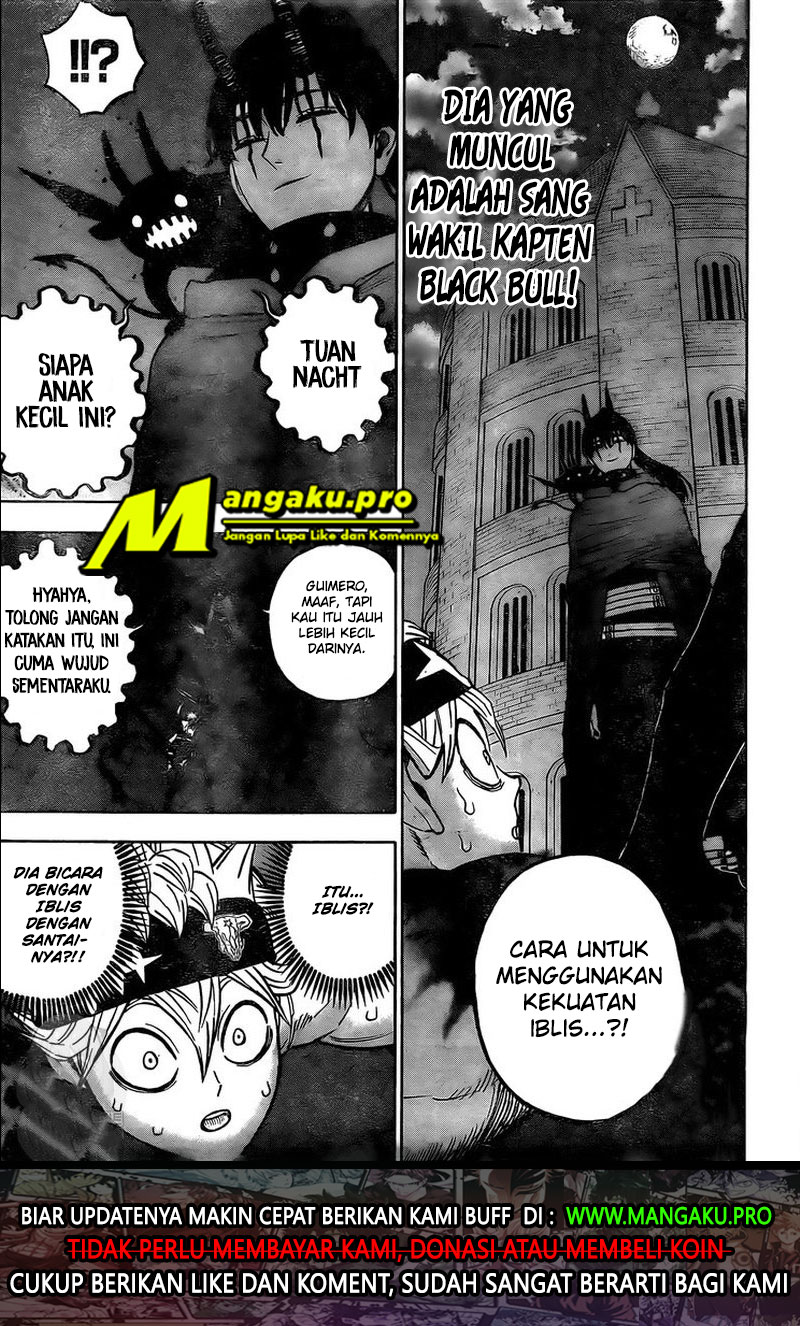 DIA YANG
MUNCUL
ADALAH SANG
WAKIL KAPTEN
BLACK BULL!
CARA UNTUK
MENGGUNAKAN
KEKUATAN
IBLIS...?!
!!?
TUAN
NACHT
SIAPA
ANAK
KECIL INI?
Mangaku.pro
Jangan Lupa Like dan Komennya
GUIMERO,
MAAF, TAPI
KAU ITU JAUH
LEBIH KECIL
DARINYA.
HYAHYA,
TOLONG JANGAN
KATAKAN ITU, INI
CUMA WUJUD
SEMENTARAKU.
ITU...
IBLIS?!
DIA BICARA
DENGAN
IBLIS
DENGAN
SANTAI-
NYA?!!
BIAR UPDATENYA MAKIN CEPAT BERIKAN KAMI BUFF DI : WWW.MANGAKU.PRO
TIDAK PERLU MEMBAYAR KAMI, DONASI ATAU MEMBELI KOIN
CUKUP BERIKAN LIKE DAN KOMENT, SUDAH SANGAT BERARTI BAGI KAMI